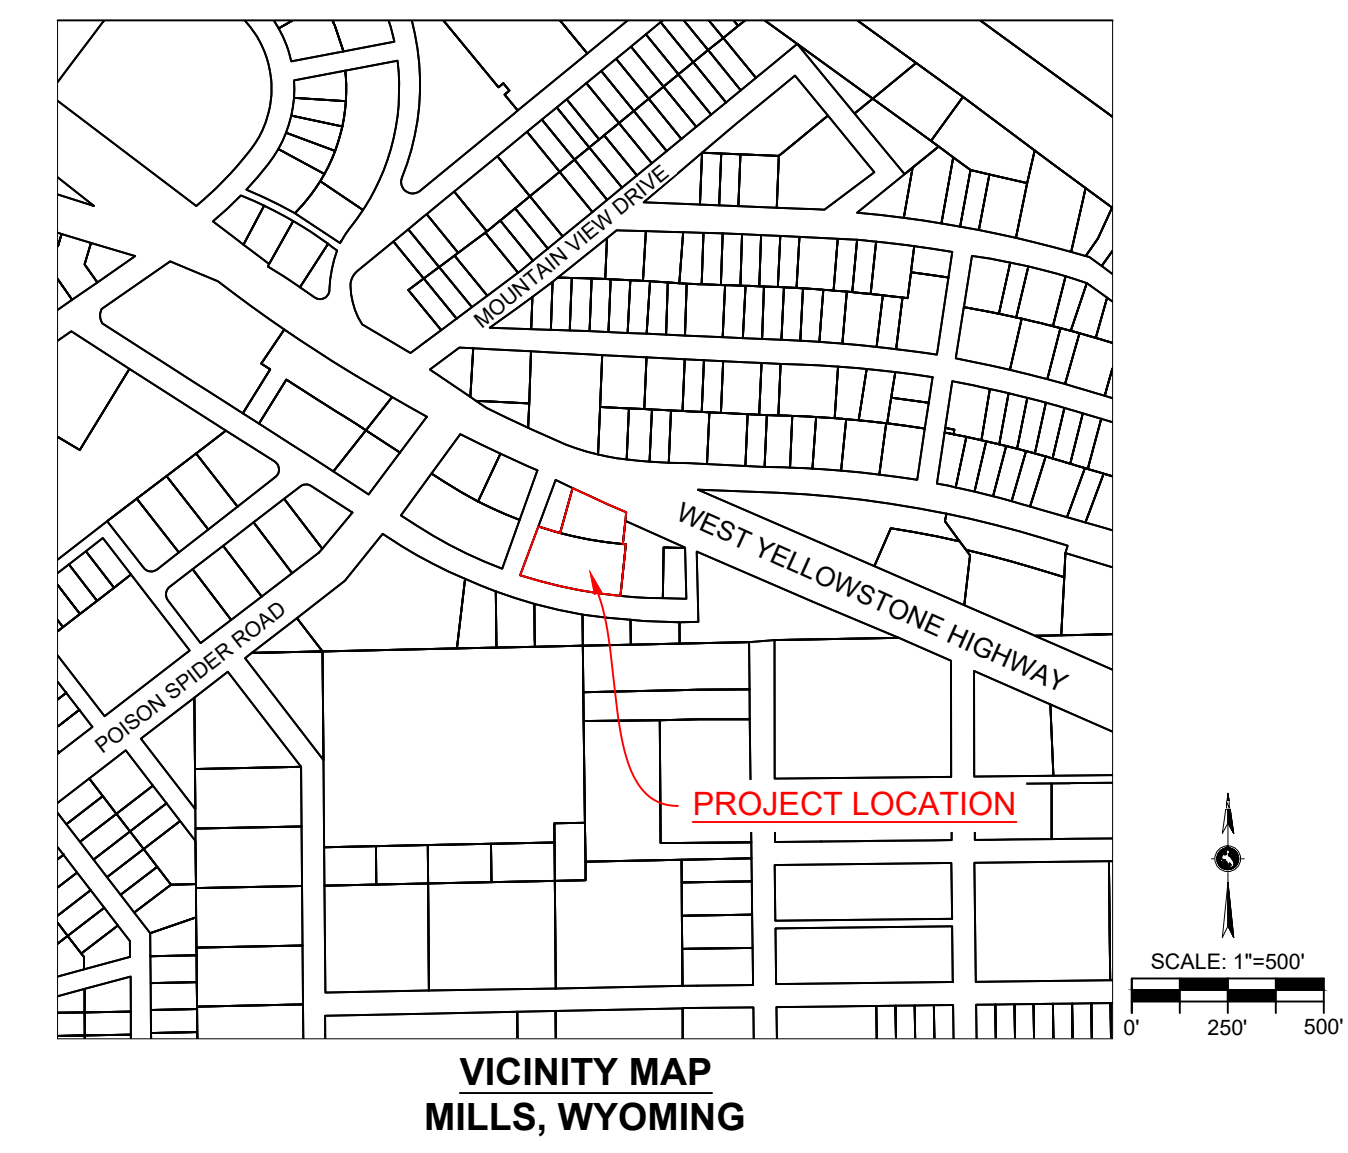 MOUNTAIN VIEW DRIVE
WEST YELLOWSTONE HIGHWAY
POISON SPIDER ROAD
PROJECT LOCATION
SCALE: 1"=500'
0' 250' 500'
VICINITY MAP
MILLS, WYOMING